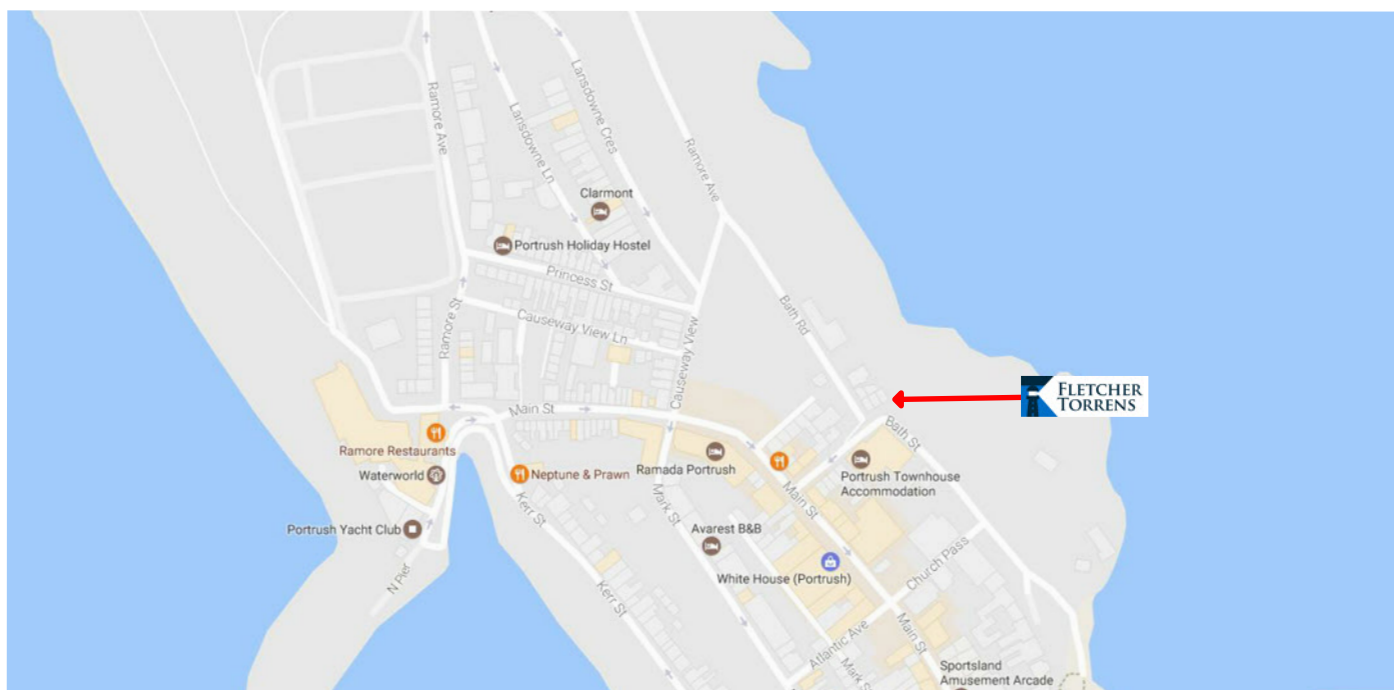 Ramore Ave
Lansdowne Ln
Lansdowne Cres
Ramore Ave
Clarmont
Portrush Holiday Hostel
Princess St
Causeway View Ln
Ramore St
Causeway View
Bath Rd
FLETCHER
TORRENS
Main St
Ramore Restaurants
Waterworld
Neptune & Prawn
Ramada Portrush
Bath St
Portrush Townhouse
Accommodation
Portrush Yacht Club
Kerr St
Mark St
Main St
Avarest B&B
White House (Portrush)
Church Pass
N Pier
Kerr St
Atlantic Ave
Main St
Mark St
Sportsland
Amusement Arcade